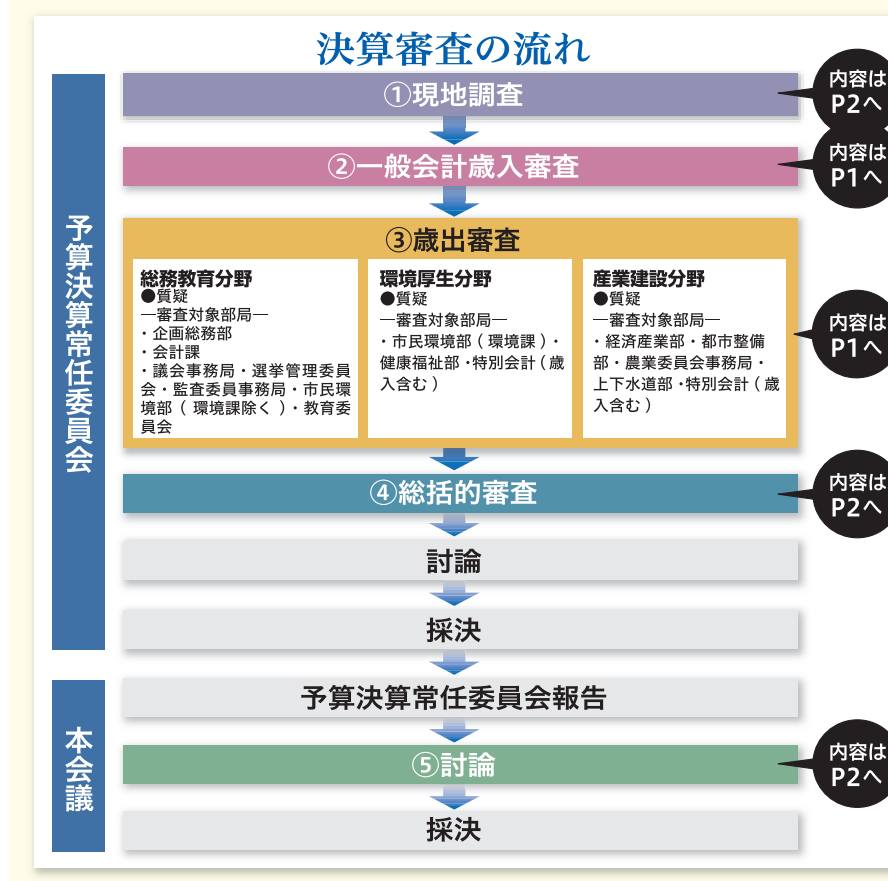 決算審査の流れ
予算決算常任委員会
①現地調査
内容は
P2へ
②一般会計歳入審査
内容は
P1へ
③歳出審査
総務教育分野
●質疑
―審査対象部局―
・企画総務部
・会計課
・議会事務局・選挙管理委員
会・監査委員事務局・市民環
境部（ 環境課除く ）・教育委
員会
環境厚生分野
●質疑
―審査対象部局―
・市民環境部（ 環境課 ）・
健康福祉部・特別会計（ 歳
入含む ）
産業建設分野
●質疑
―審査対象部局―
・経済産業部・都市整備
部・農業委員会事務局・
上下水道部・特別会計（ 歳
入含む ）
内容は
P1へ
④総括的審査
内容は
P2へ
討論
採決
本会議
予算決算常任委員会報告
⑤討論
内容は
P2へ
採決